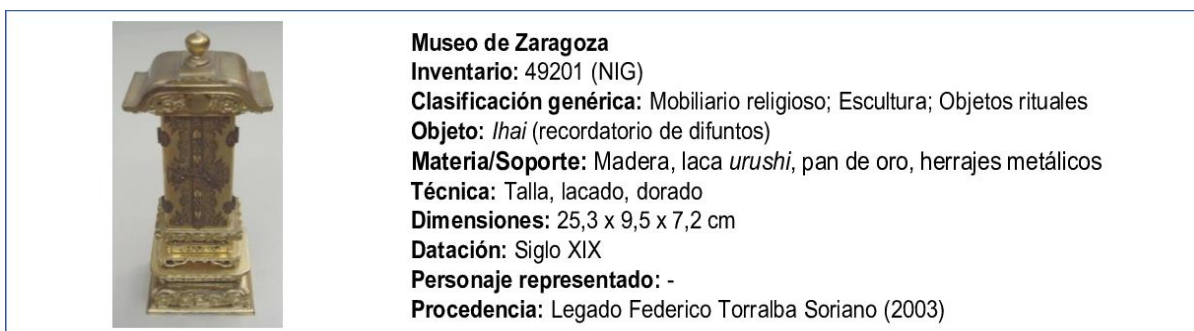 Museo de Zaragoza
Inventario: 49201 (NIG)
Clasificación genérica: Mobiliario religioso; Escultura; Objetos rituales
Objeto: Ihai (recordatorio de difuntos)
Materia/Soporte: Madera, laca urushi, pan de oro, herrajes metálicos
Técnica: Talla, lacado, dorado
Dimensiones: 25,3 x 9,5 x 7,2 cm
Datación: Siglo XIX
Personaje representado: -
Procedencia: Legado Federico Torralba Soriano (2003)